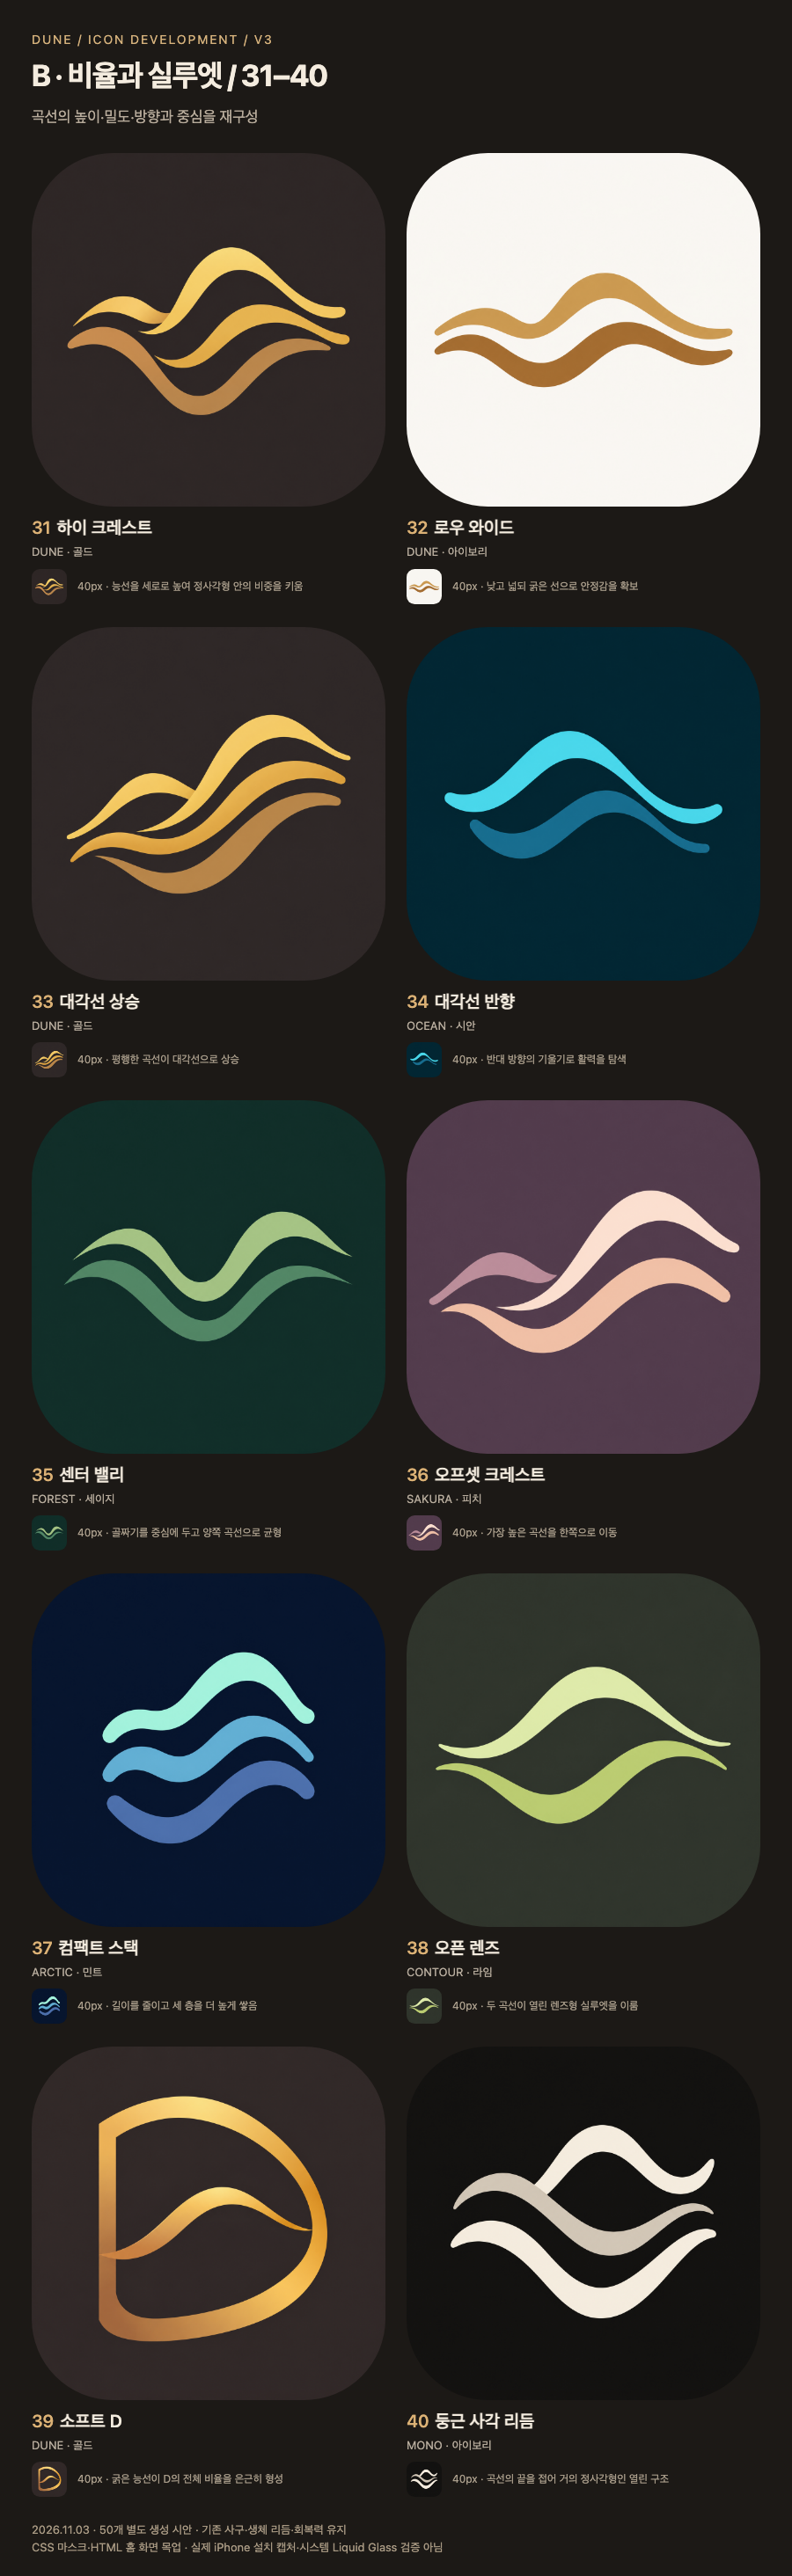 DUNE / ICON DEVELOPMENT / V3
B · 비율과 실루엣 / 31–40
곡선의 높이·밀도·방향과 중심을 재구성
31 하이 크레스트
DUNE · 골드
40px · 능선을 세로로 높여 정사각형 안의 비중을 키움
32 로우 와이드
DUNE · 아이보리
40px · 낮고 넓되 굵은 선으로 안정감을 확보
33 대각선 상승
DUNE · 골드
40px · 평행한 곡선이 대각선으로 상승
34 대각선 반향
OCEAN · 시안
40px · 반대 방향의 기울기로 활력을 탐색
35 센터 밸리
FOREST · 세이지
40px · 골짜기를 중심에 두고 양쪽 곡선으로 균형
36 오프셋 크레스트
SAKURA · 피치
40px · 가장 높은 곡선을 한쪽으로 이동
37 컴팩트 스택
ARCTIC · 민트
40px · 길이를 줄이고 세 층을 더 높게 쌓음
38 오픈 렌즈
CONTOUR · 라임
40px · 두 곡선이 열린 렌즈형 실루엣을 이룸
39 소프트 D
DUNE · 골드
40px · 굵은 능선이 D의 전체 비율을 은근히 형성
40 둥근 사각 리듬
MONO · 아이보리
40px · 곡선의 끝을 접어 거의 정사각형인 열린 구조
2026.11.03 · 50개 별도 생성 시안 · 기존 사구·생체 리듬·회복력 유지
CSS 마스크·HTML 홈 화면 목업 · 실제 iPhone 설치 캡처·시스템 Liquid Glass 검증 아님